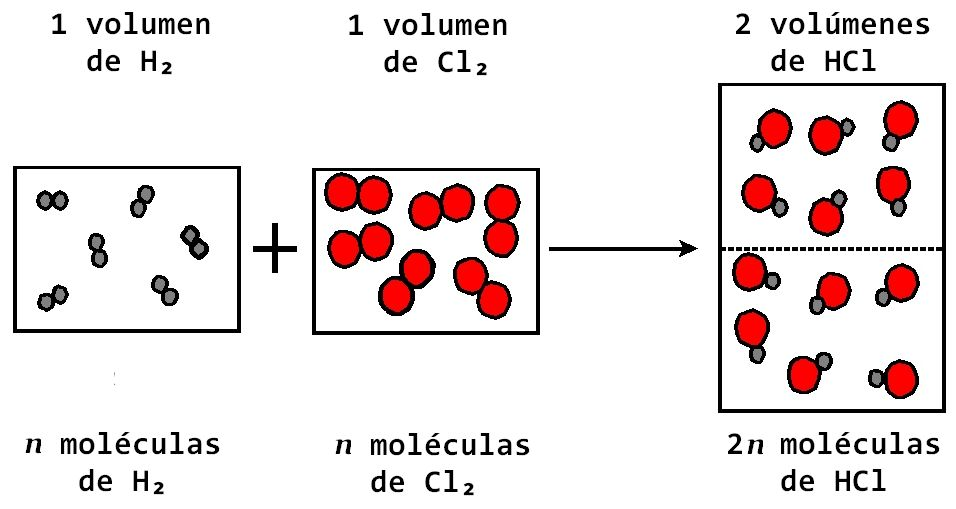 1 volumen
de H₂
1 volumen
de Cl₂
2 volúmenes
de HCl
n moléculas
de H₂
n moléculas
de Cl₂
2n moléculas
de HCl